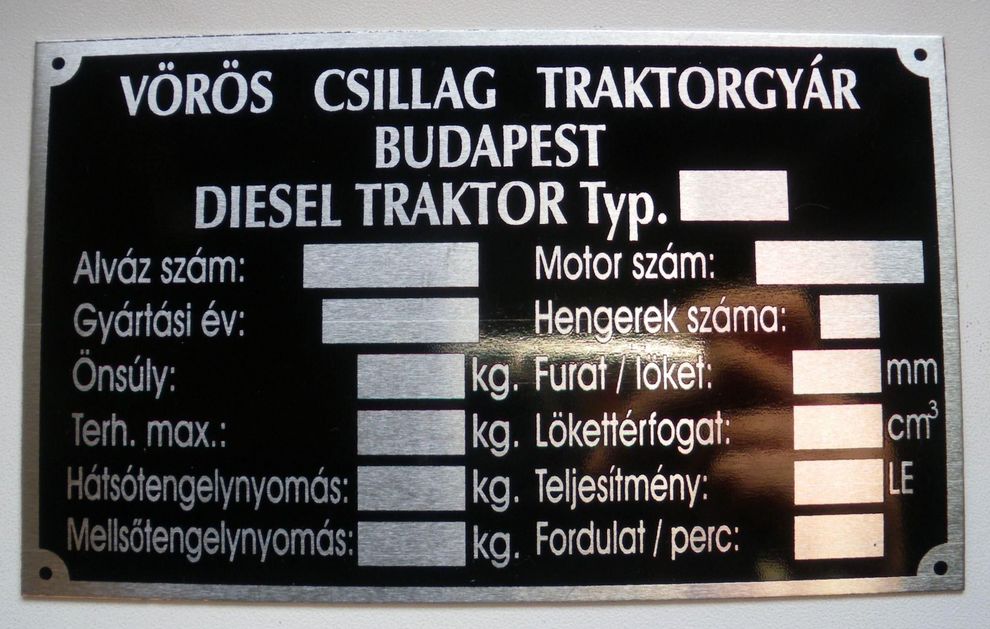 VÖRÖS CSILLAG TRAKTORGYÁR
BUDAPEST
DIESEL TRAKTOR Typ.
Alváz szám: Motor szám:
Gyártási év: Hengerek száma:
Önsúly: kg. Furat / löket: mm
Terh. max.: kg. Lökettérfogat: cm³
Hátsótengelynyomás: kg. Teljesítmény: LE
Mellsőtengelynyomás: kg. Fordulat / perc: